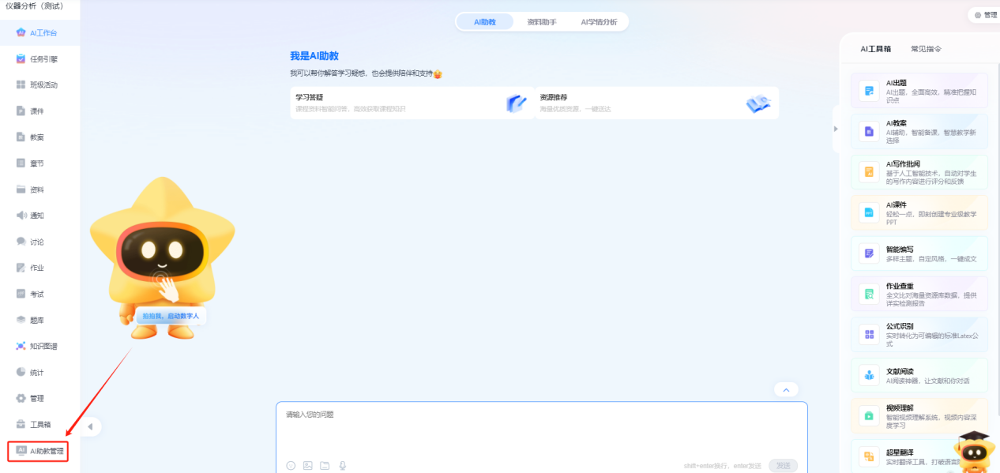 仪器分析（测试）
AI工作台
任务引擎
班级活动
课件
教案
章节
资料
通知
讨论
作业
考试
题库
知识图谱
统计
管理
工具箱
AI助教管理
AI助教
资料助手
AI学情分析
管理
我是AI助教
我可以帮你解答学习疑惑，也会提供陪伴和支持
学习答疑
课程资料智能问答，高效获取课程知识
资源推荐
海量优质资源，一键送达
拍拍我，启动数字人
请输入您的问题
shift+enter换行，enter发送
发送
AI工具箱
常见指令
AI出题
AI出题，全面高效，精准把握知
识点
AI教案
AI辅助，智能备课，智慧教学新
选择
AI写作批阅
基于人工智能技术，自动对学生
的写作内容进行评分和反馈
AI课件
轻松一点，即刻创建专业级教学
PPT
智能编写
多样主题，自定风格，一键成文
作业查重
全文比对海量资源库数据，提供
详实检测报告
公式识别
实时转化为可编辑的标准Latex公
式
文献阅读
AI阅读神器，让文献和你对话
视频理解
智能视频理解系统，视频内容深
度学习
超星翻译
实时翻译工具，打破语言